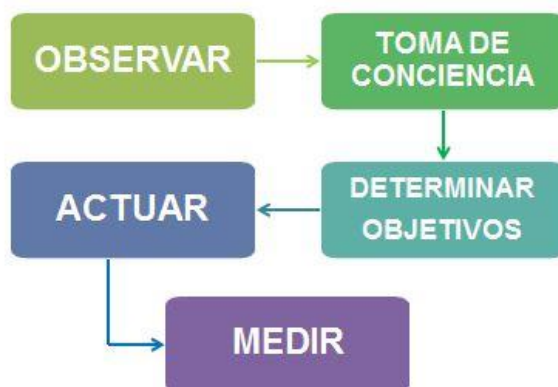 OBSERVAR
TOMA DE
CONCIENCIA
DETERMINAR
OBJETIVOS
ACTUAR
MEDIR